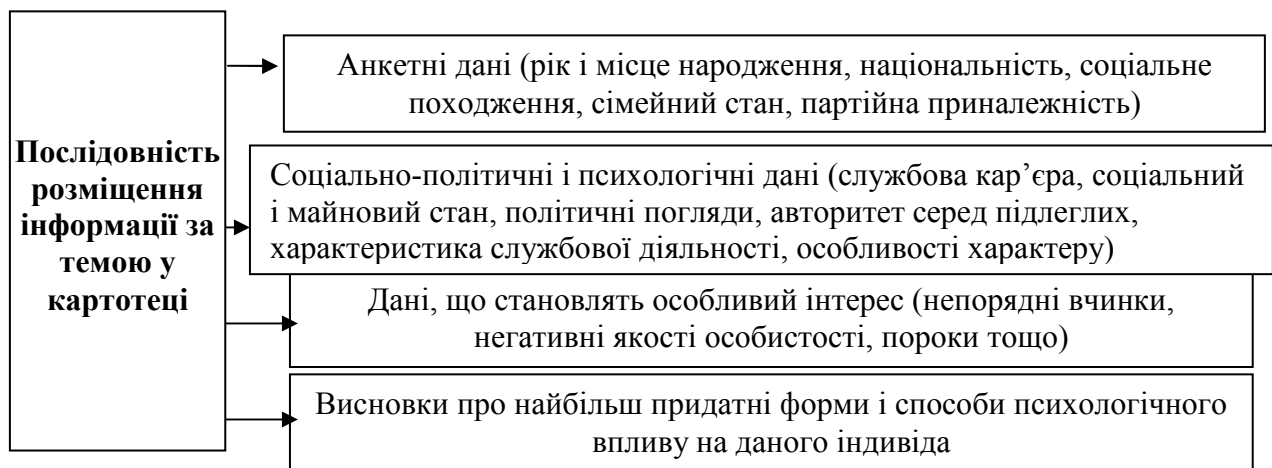 Послідовність
розміщення
інформації за
темою у
картотеці
Анкетні дані (рік і місце народження, національність, соціальне
походження, сімейний стан, партійна приналежність)
Соціально-політичні і психологічні дані (службова кар’єра, соціальний
і майновий стан, політичні погляди, авторитет серед підлеглих,
характеристика службової діяльності, особливості характеру)
Дані, що становлять особливий інтерес (непорядні вчинки,
негативні якості особистості, пороки тощо)
Висновки про найбільш придатні форми і способи психологічного
впливу на даного індивіда